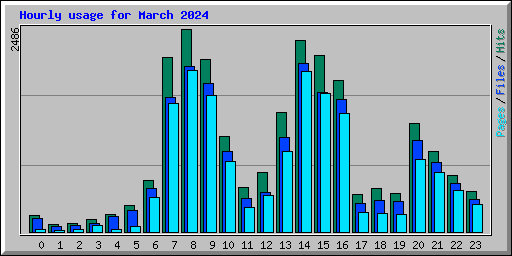 Hourly usage for March 2024
2486
Pages / Files / Hits
0 1 2 3 4 5 6 7 8 9 10 11 12 13 14 15 16 17 18 19 20 21 22 23